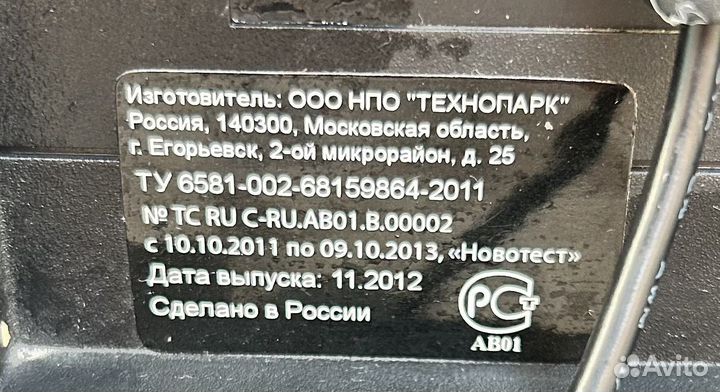 Изготовитель: ООО НПО "ТЕХНОПАРК"
Россия, 140300, Московская область,
г. Егорьевск, 2-ой микрорайон, д. 25
ТУ 6581-002-68159864-2011
№ ТС RU C-RU.АВ01.В.00002
с 10.10.2011 по 09.10.2013, «Новотест»
Дата выпуска: 11.2012
Сделано в России
РСТ
АВ01
Avito